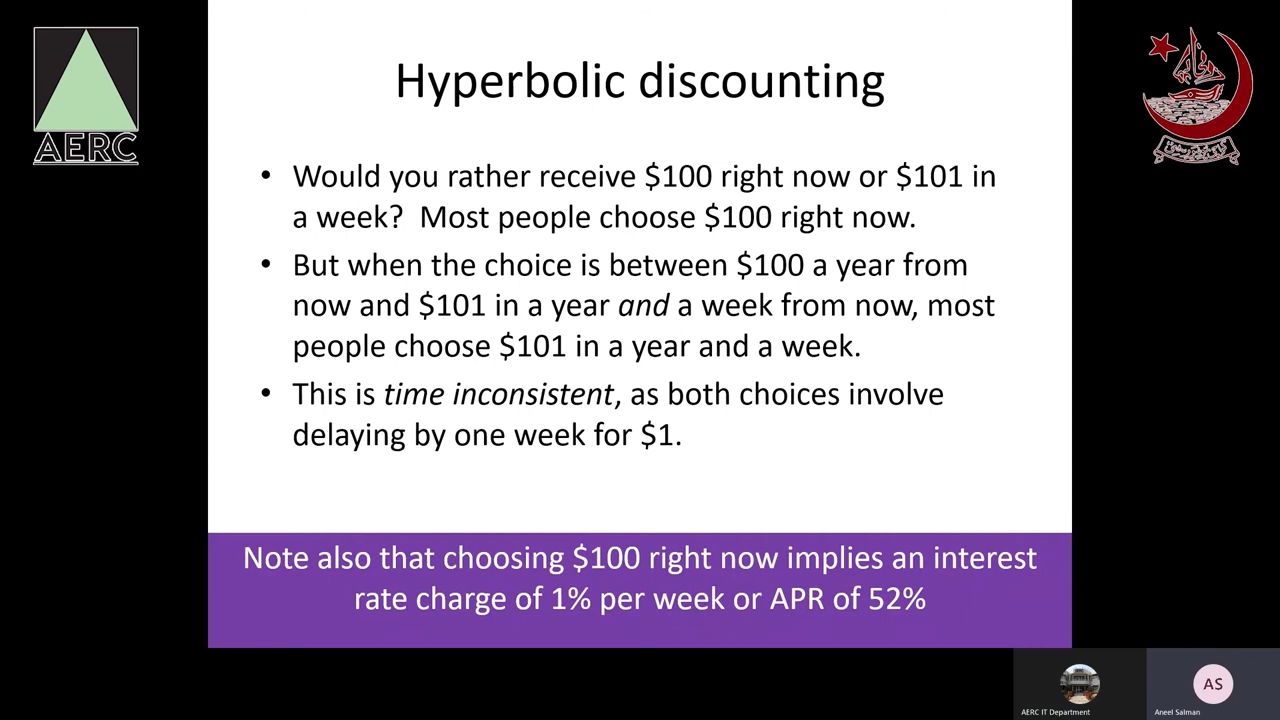 Hyperbolic discounting
• Would you rather receive $100 right now or $101 in
a week?  Most people choose $100 right now.
• But when the choice is between $100 a year from
now and $101 in a year and a week from now, most
people choose $101 in a year and a week.
• This is time inconsistent, as both choices involve
delaying by one week for $1.
Note also that choosing $100 right now implies an interest
rate charge of 1% per week or APR of 52%
AERC
AS
AERC IT Department
Aneel Salman